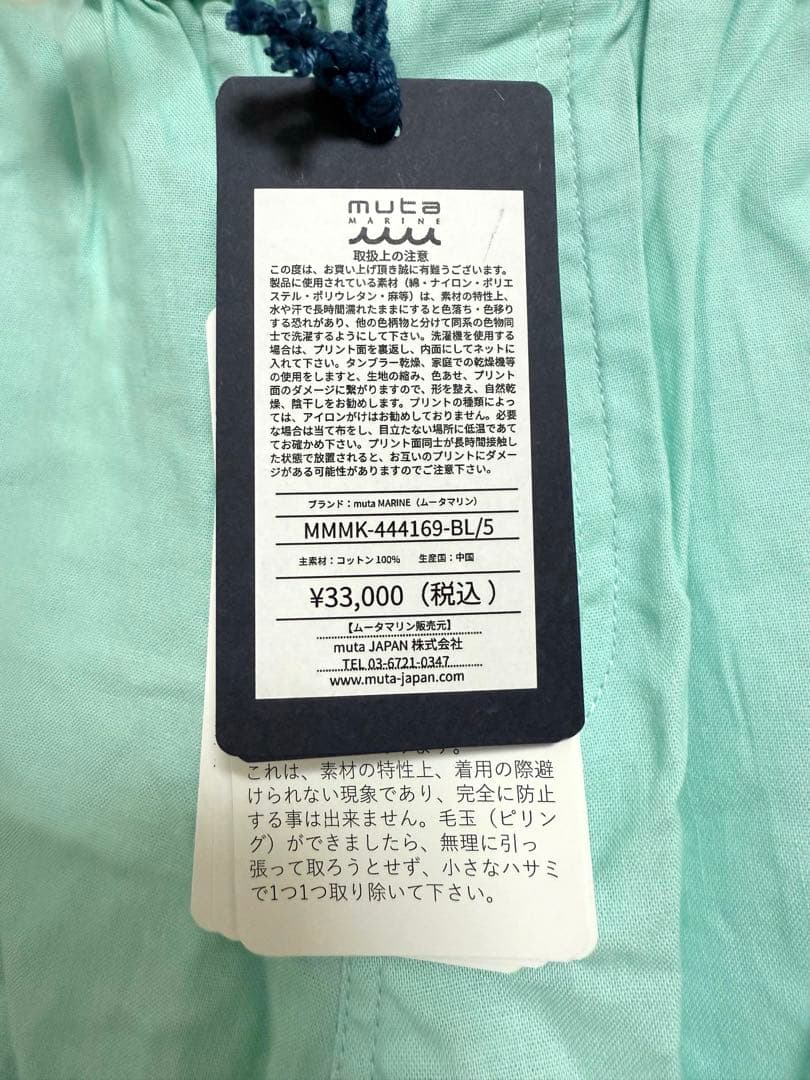 muta
MARINE
取扱上の注意
この度は、お買い上げ頂き誠に有難うございます。
製品に使用されている素材（綿・ナイロン・ポリエ
ステル・ポリウレタン・麻等）は、素材の特性上、
水や汗で長時間濡れたままにすると色落ち・色移り
する恐れがあり、他の色柄物と分けて同系の色物同
士で洗濯するようにして下さい。洗濯機を使用する
場合は、プリント面を裏返し、内面にしてネットに
入れて下さい。タンブラー乾燥、家庭での乾燥機等
の使用をしますと、生地の縮み、色あせ、プリント
面のダメージに繋がりますので、形を整え、自然乾
燥、陰干しをお勧めします。プリントの種類によっ
ては、アイロンがけはお勧めしておりません。必要
な場合は当て布をし、目立たない場所に低温であて
てお確かめ下さい。プリント面同士が長時間接触し
た状態で放置されると、お互いのプリントにダメー
ジがある可能性がありますのでご注意下さい。
ブランド：muta MARINE（ムータマリン）
MMMK-444169-BL/5
主素材：コットン100%　生産国：中国
¥33,000（税込）
【ムータマリン販売元】
muta JAPAN 株式会社
TEL 03-6721-0347
www.muta-japan.com
これは、素材の特性上、着用の際避
けられない現象であり、完全に防止
する事は出来ません。毛玉（ピリン
グ）ができましたら、無理に引っ
張って取ろうとせず、小さなハサミ
で1つ1つ取り除いて下さい。